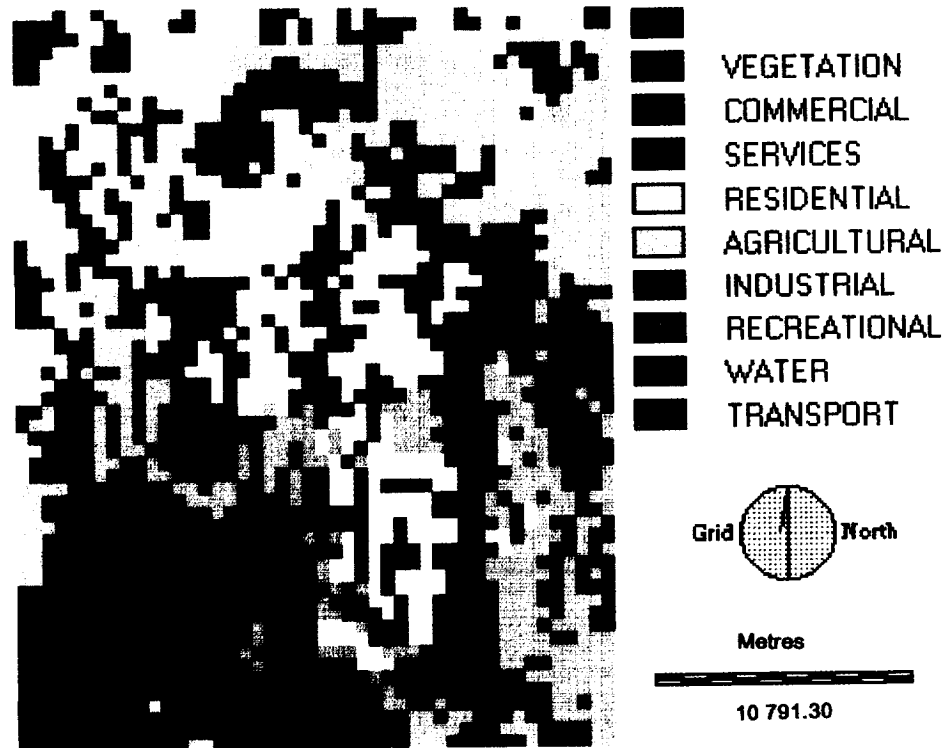 VEGETATION
COMMERCIAL
SERVICES
RESIDENTIAL
AGRICULTURAL
INDUSTRIAL
RECREATIONAL
WATER
TRANSPORT
Grid North
Metres
10 791.30